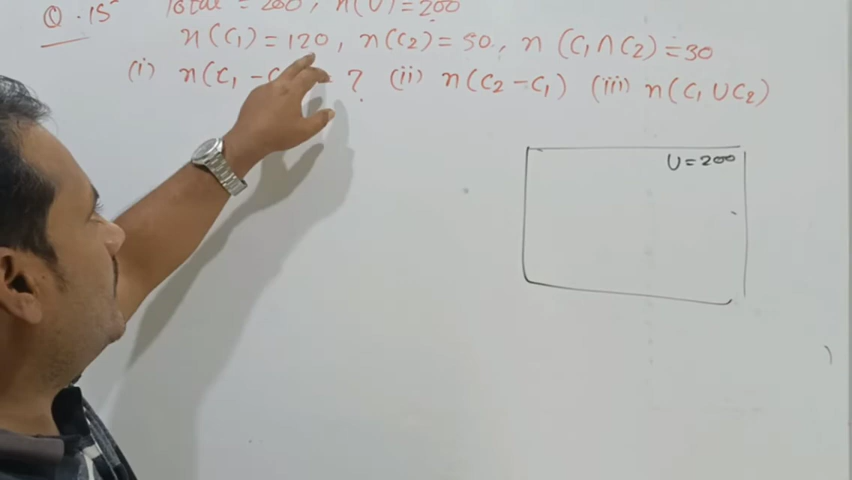 Q.15 Total = 200, n(U) = 200
n(C₁) = 120, n(C₂) = 50, n(C₁∩C₂) = 30
(i) n(C₁ - ? (ii) n(C₂ - C₁) (iii) n(C₁ ∪ C₂)
U = 200